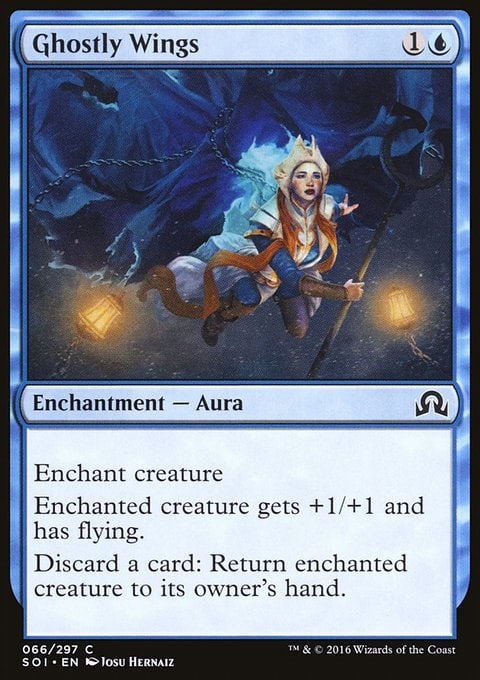 Ghostly Wings 1
Enchantment — Aura
Enchant creature
Enchanted creature gets +1/+1 and
has flying.
Discard a card: Return enchanted
creature to its owner's hand.
066/297 C
SOI • EN Josu Hernaiz
™ & © 2016 Wizards of the Coast